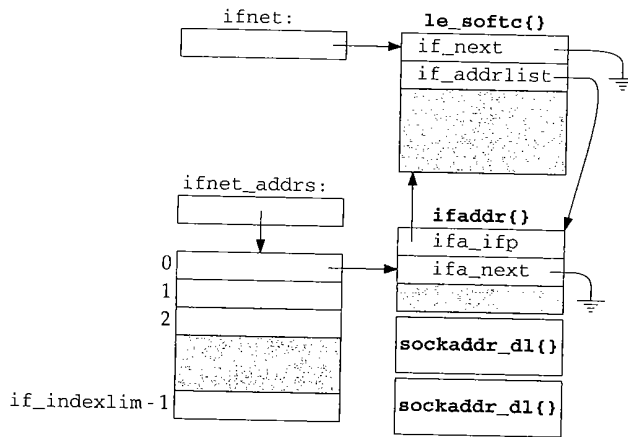 ifnet:
le_softc{}
if_next
if_addrlist
ifnet_addrs:
ifaddr{}
ifa_ifp
0
ifa_next
1
2
sockaddr_dl{}
if_indexlim - 1
sockaddr_dl{}